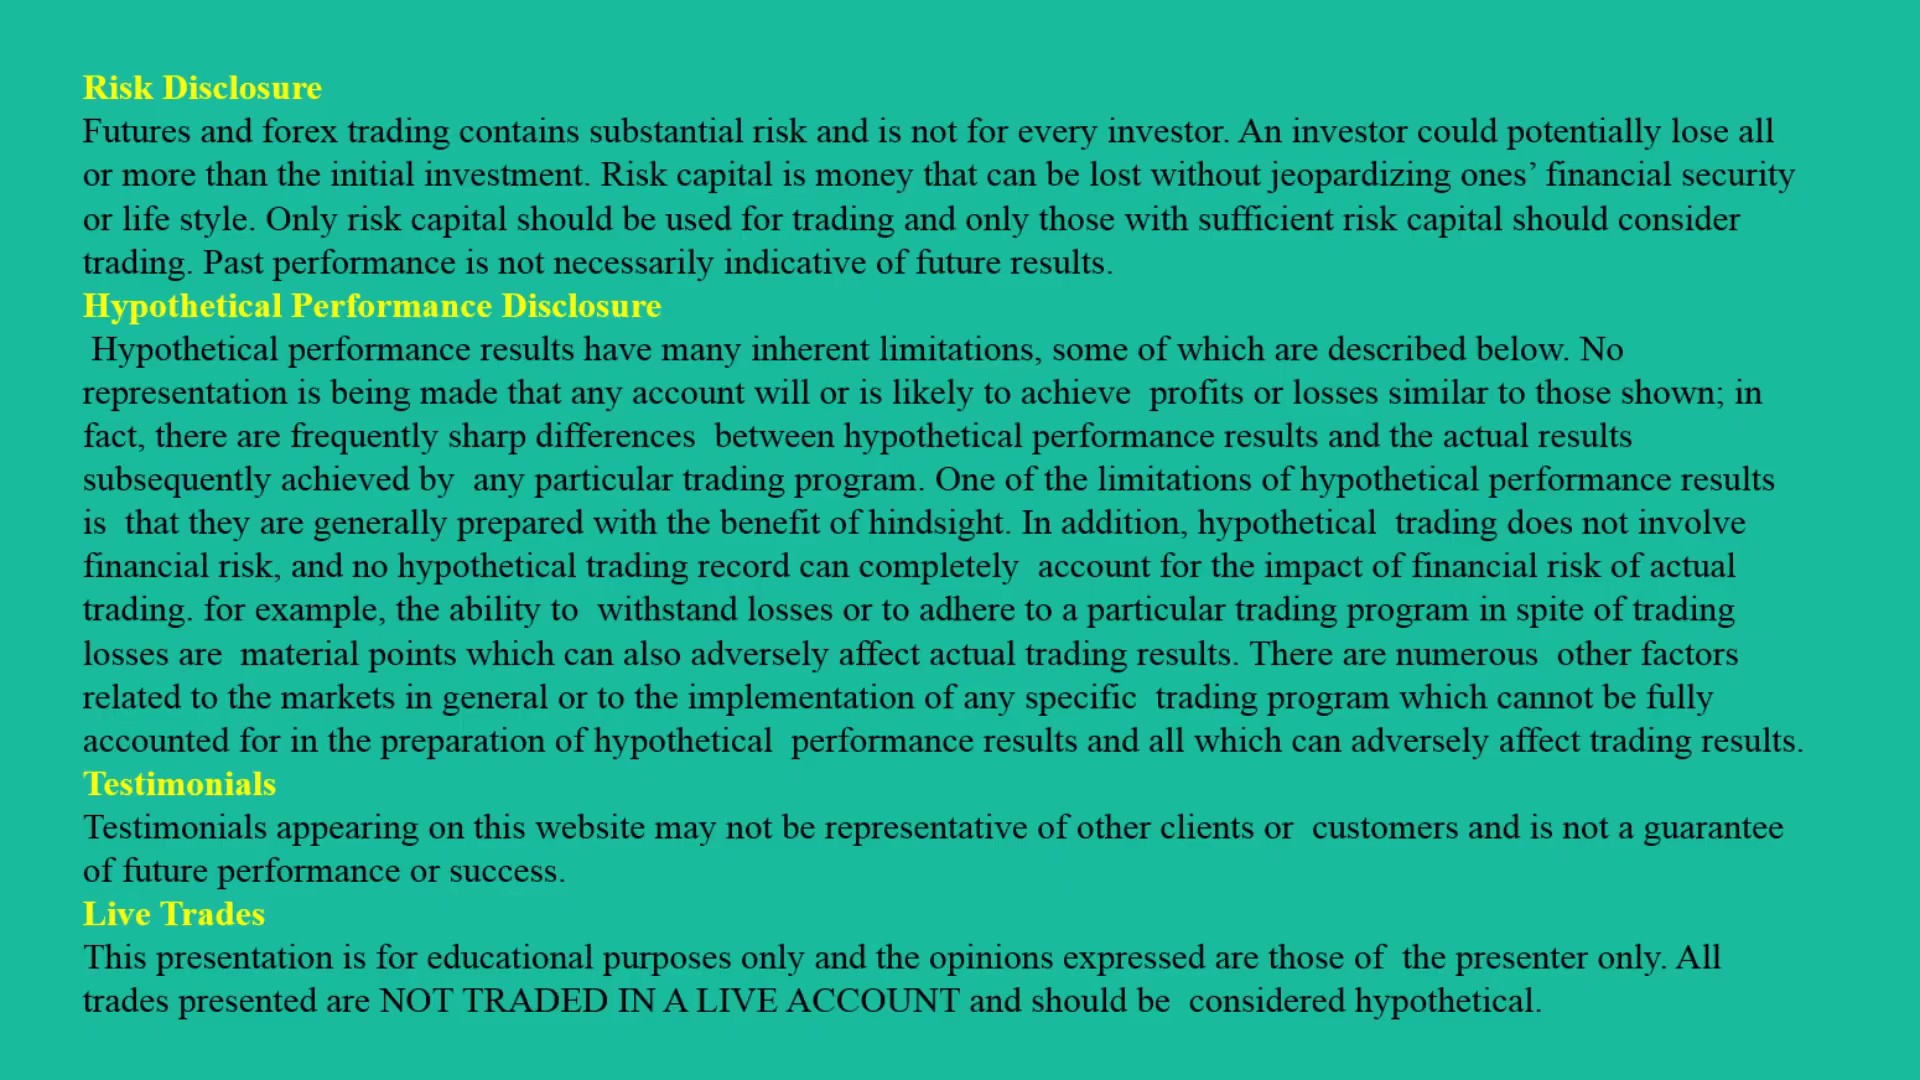 Risk Disclosure
Futures and forex trading contains substantial risk and is not for every investor. An investor could potentially lose all
or more than the initial investment. Risk capital is money that can be lost without jeopardizing ones’ financial security
or life style. Only risk capital should be used for trading and only those with sufficient risk capital should consider
trading. Past performance is not necessarily indicative of future results.
Hypothetical Performance Disclosure
Hypothetical performance results have many inherent limitations, some of which are described below. No
representation is being made that any account will or is likely to achieve profits or losses similar to those shown; in
fact, there are frequently sharp differences between hypothetical performance results and the actual results
subsequently achieved by any particular trading program. One of the limitations of hypothetical performance results
is that they are generally prepared with the benefit of hindsight. In addition, hypothetical trading does not involve
financial risk, and no hypothetical trading record can completely account for the impact of financial risk of actual
trading. for example, the ability to withstand losses or to adhere to a particular trading program in spite of trading
losses are material points which can also adversely affect actual trading results. There are numerous other factors
related to the markets in general or to the implementation of any specific trading program which cannot be fully
accounted for in the preparation of hypothetical performance results and all which can adversely affect trading results.
Testimonials
Testimonials appearing on this website may not be representative of other clients or customers and is not a guarantee
of future performance or success.
Live Trades
This presentation is for educational purposes only and the opinions expressed are those of the presenter only. All
trades presented are NOT TRADED IN A LIVE ACCOUNT and should be considered hypothetical.